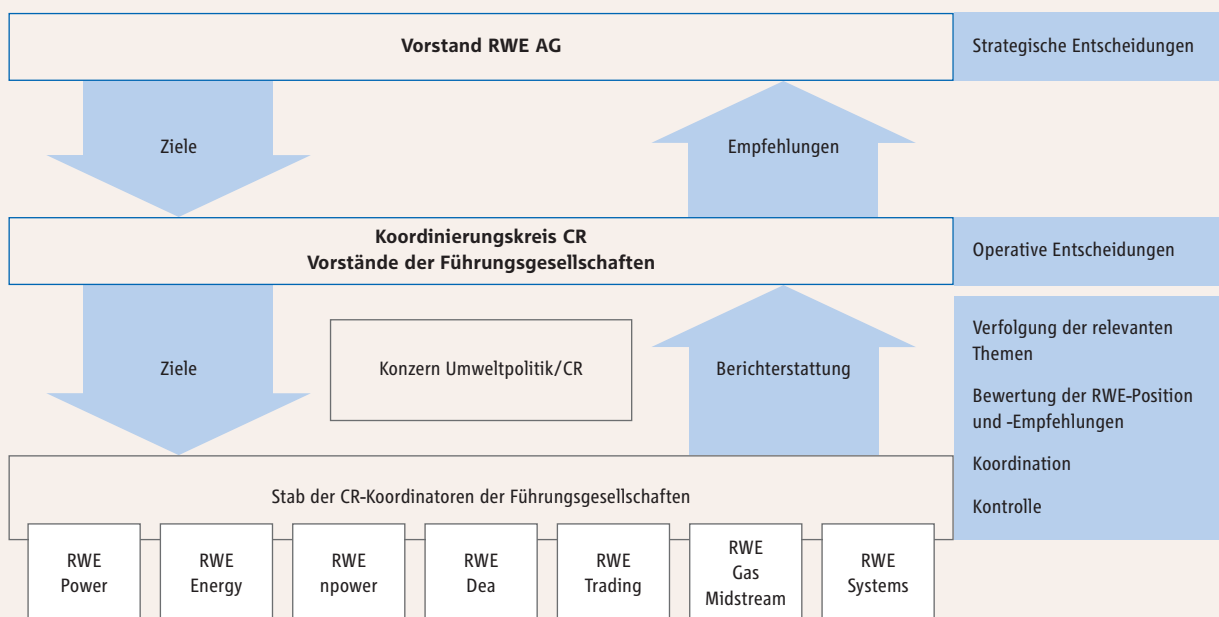 Vorstand RWE AG
Strategische Entscheidungen
Ziele
Empfehlungen
Koordinierungskreis CR
Vorstände der Führungsgesellschaften
Operative Entscheidungen
Ziele
Konzern Umweltpolitik/CR
Berichterstattung
Verfolgung der relevanten
Themen
Bewertung der RWE-Position
und -Empfehlungen
Koordination
Kontrolle
Stab der CR-Koordinatoren der Führungsgesellschaften
RWE
Power
RWE
Energy
RWE
npower
RWE
Dea
RWE
Trading
RWE
Gas
Midstream
RWE
Systems